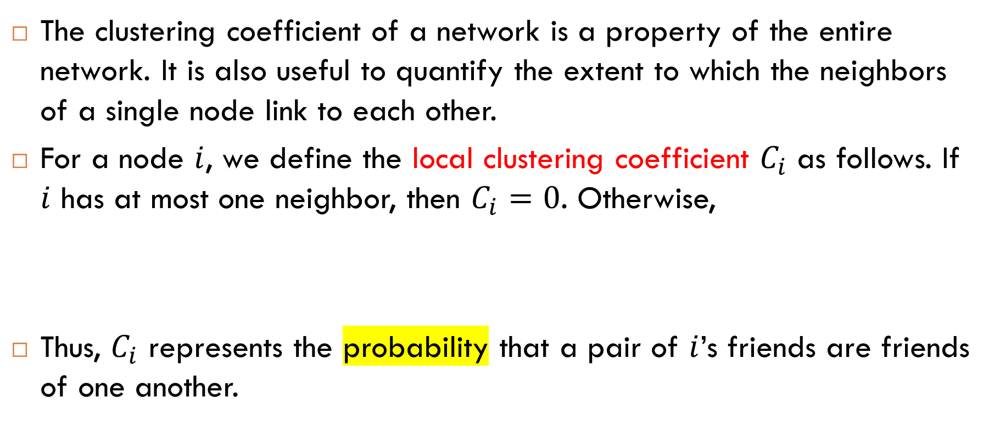 The clustering coefficient of a network is a property of the entire
network. It is also useful to quantify the extent to which the neighbors
of a single node link to each other.
For a node 𝑖, we define the local clustering coefficient 𝐶ᵢ as follows. If
𝑖 has at most one neighbor, then 𝐶ᵢ = 0. Otherwise,
Thus, 𝐶ᵢ represents the probability that a pair of 𝑖’s friends are friends
of one another.